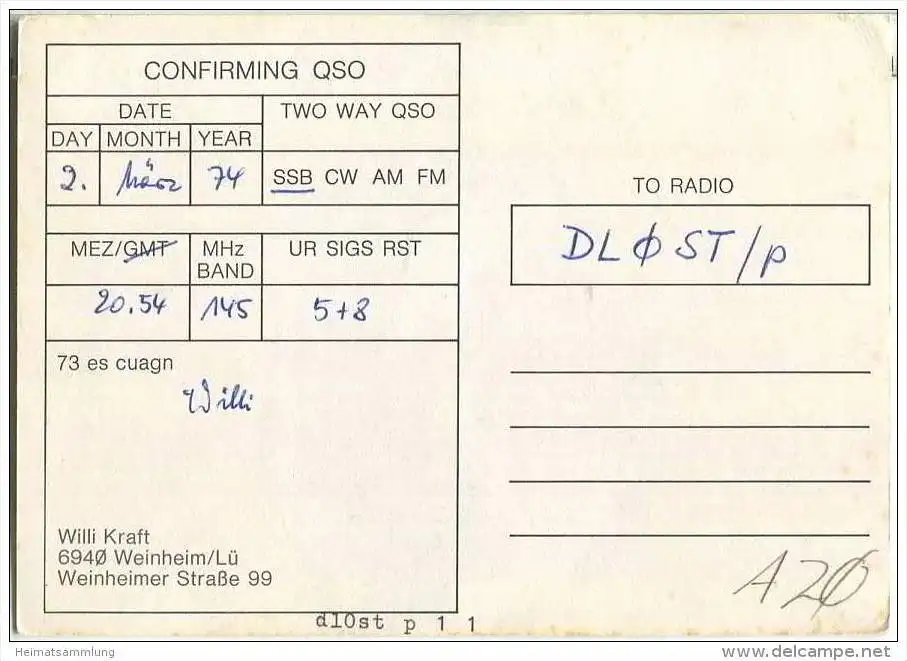 CONFIRMING QSO
DATE TWO WAY QSO
DAY MONTH YEAR
2. März 74 SSB CW AM FM
MEZ/GMT MHz BAND UR SIGS RST
20.54 145 5+8
73 es cuagn
Willi
Willi Kraft
694Ø Weinheim/Lü
Weinheimer Straße 99
dl0st p 1 1
TO RADIO
DLØST/p
A20
Heimatsammlung
www.delcampe.net